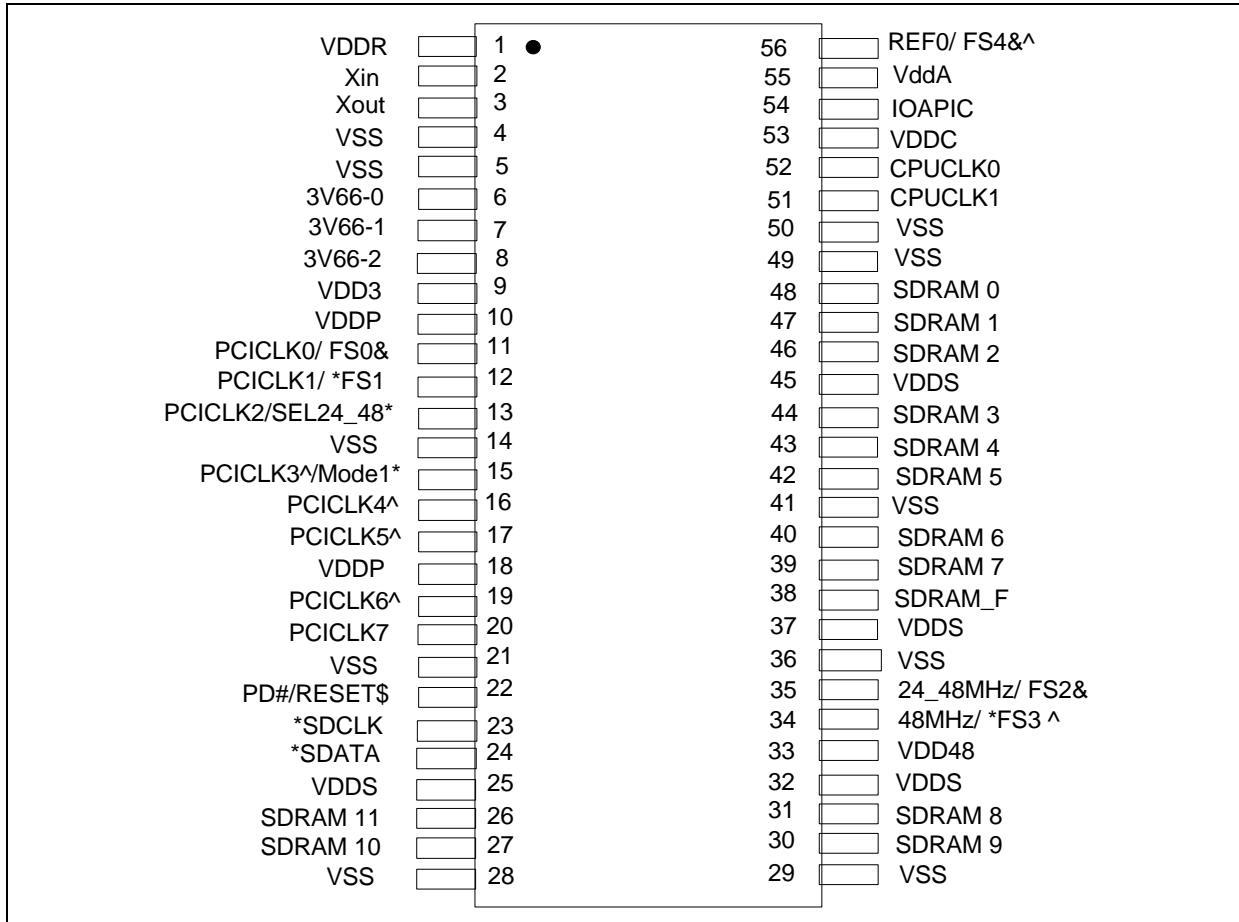 VDDR 1 56 REF0/ FS4&^
Xin 2 55 VddA
Xout 3 54 IOAPIC
VSS 4 53 VDDC
VSS 5 52 CPUCLK0
3V66-0 6 51 CPUCLK1
3V66-1 7 50 VSS
3V66-2 8 49 VSS
VDD3 9 48 SDRAM 0
VDDP 10 47 SDRAM 1
PCICLK0/ FS0& 11 46 SDRAM 2
PCICLK1/ *FS1 12 45 VDDS
PCICLK2/SEL24_48* 13 44 SDRAM 3
VSS 14 43 SDRAM 4
PCICLK3^/Mode1* 15 42 SDRAM 5
PCICLK4^ 16 41 VSS
PCICLK5^ 17 40 SDRAM 6
VDDP 18 39 SDRAM 7
PCICLK6^ 19 38 SDRAM_F
PCICLK7 20 37 VDDS
VSS 21 36 VSS
PD#/RESET$ 22 35 24_48MHz/ FS2&
*SDCLK 23 34 48MHz/ *FS3 ^
*SDATA 24 33 VDD48
VDDS 25 32 VDDS
SDRAM 11 26 31 SDRAM 8
SDRAM 10 27 30 SDRAM 9
VSS 28 29 VSS